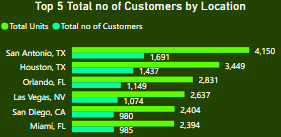 Top 5 Total no of Customers by Location
Total Units Total no of Customers
San Antonio, TX 4,150
1,691
Houston, TX 3,449
1,437
Orlando, FL 2,831
1,149
Las Vegas, NV 2,637
1,074
San Diego, CA 2,404
980
Miami, FL 2,394
985